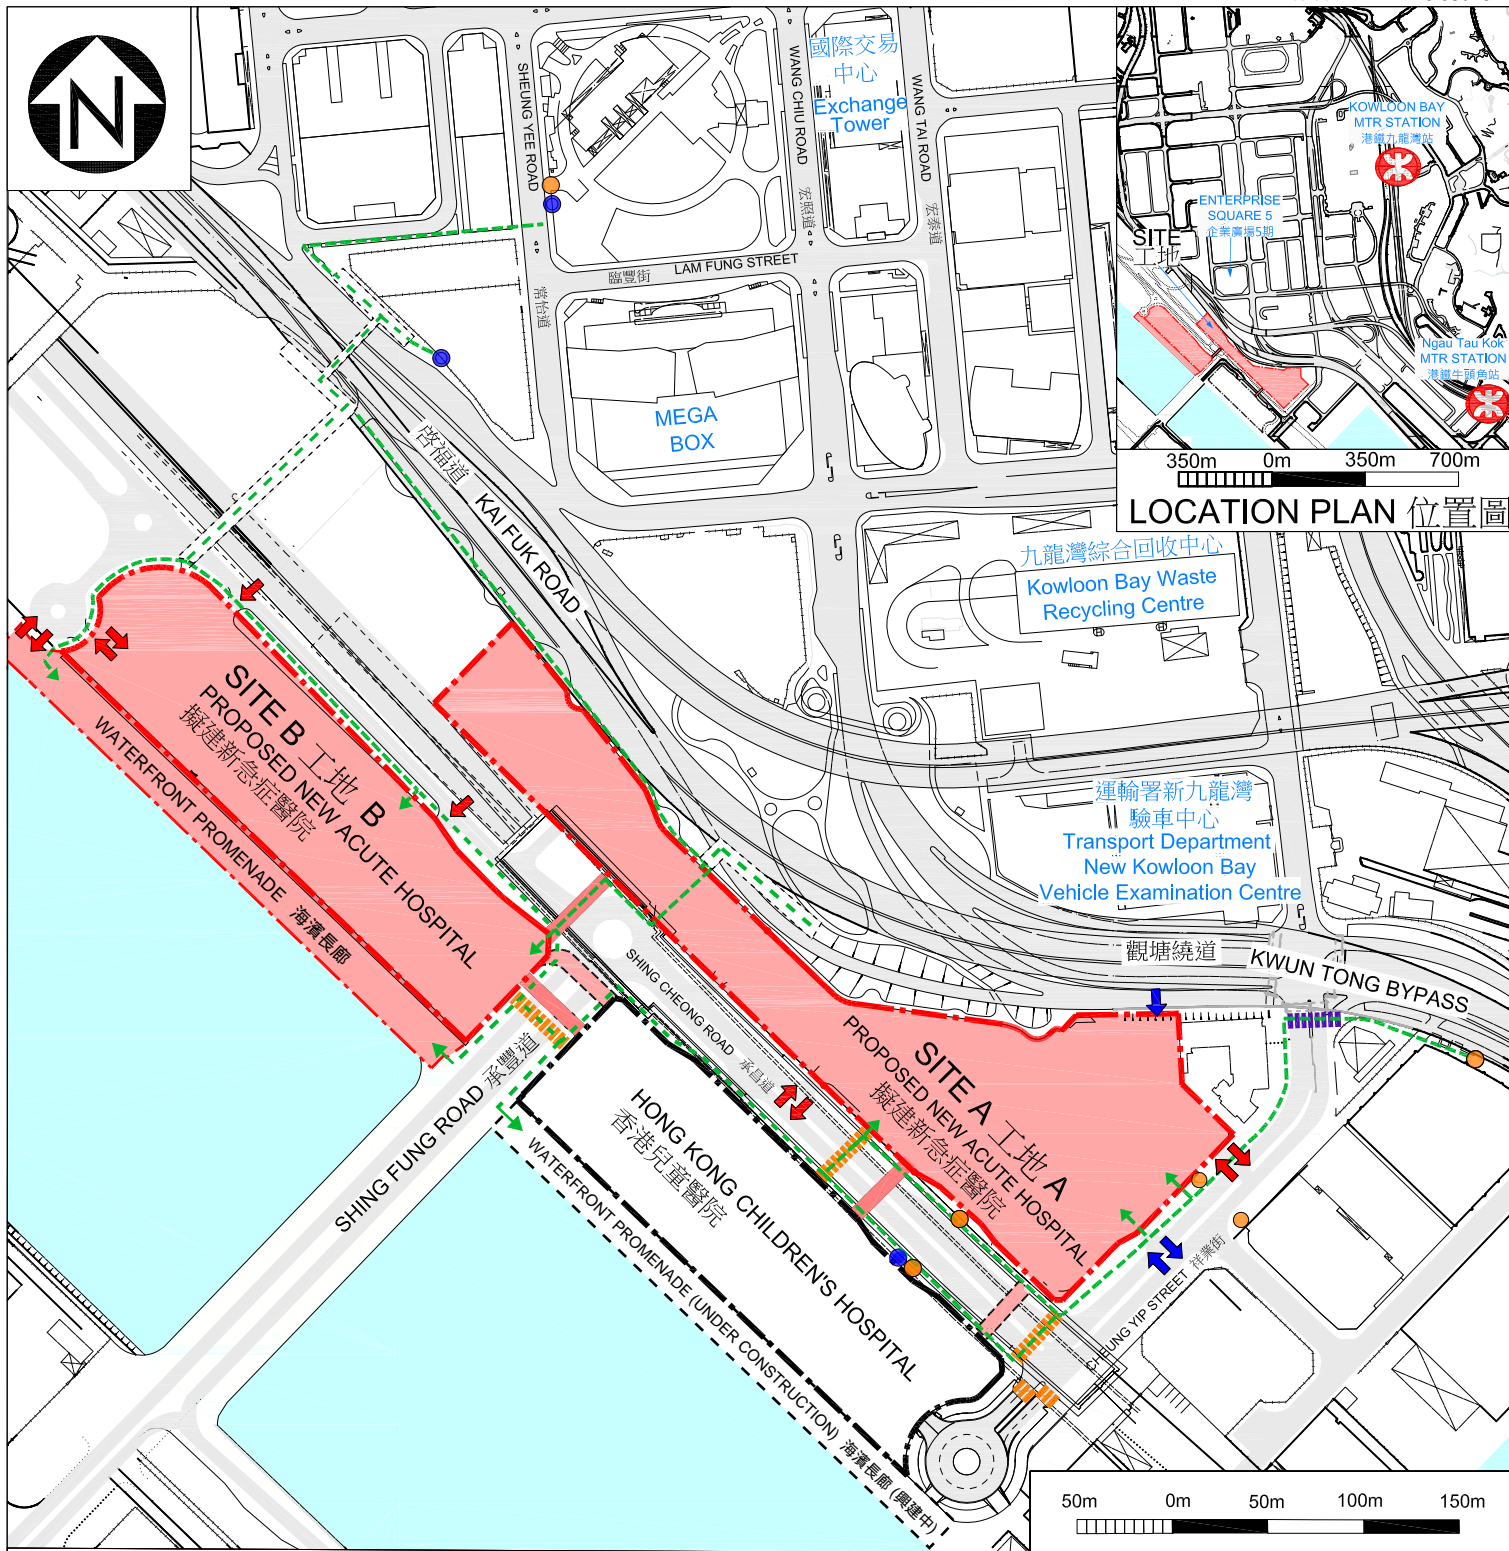 N
SHEUNG YEE ROAD
常怡道
國際交易
中心
Exchange
Tower
WANG CHIU ROAD
宏照道
WANG TAI ROAD
宏泰道
臨豐街
LAM FUNG STREET
MEGA
BOX
啓福道 KAI FUK ROAD
KOWLOON BAY
MTR STATION
港鐵九龍灣站
ENTERPRISE
SQUARE 5
企業廣場5期
SITE
工地
Ngau Tau Kok
MTR STATION
港鐵牛頭角站
350m 0m 350m 700m
LOCATION PLAN 位置圖
九龍灣綜合回收中心
Kowloon Bay Waste
Recycling Centre
運輸署新九龍灣
驗車中心
Transport Department
New Kowloon Bay
Vehicle Examination Centre
觀塘繞道
KWUN TONG BYPASS
SITE B 工地 B
PROPOSED NEW ACUTE HOSPITAL
擬建新急症醫院
WATERFRONT PROMENADE 海濱長廊
SHING CHEONG ROAD 承昌道
SITE A 工地 A
PROPOSED NEW ACUTE HOSPITAL
擬建新急症醫院
SHING FUNG ROAD 承豐道
HONG KONG CHILDREN'S HOSPITAL
香港兒童醫院
WATERFRONT PROMENADE (UNDER CONSTRUCTION) 海濱長廊 (興建中)
CHEUNG YIP STREET 祥業街
50m 0m 50m 100m 150m